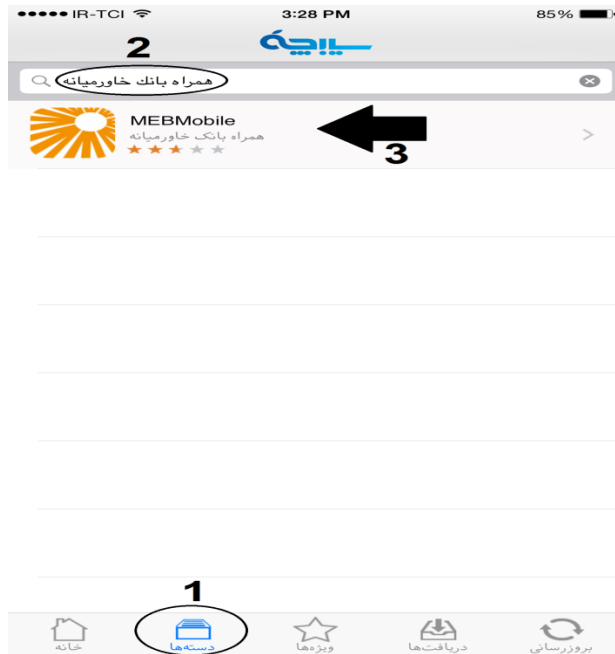 IR-TCI 3:28 PM 85%
2
سیبچه
همراه بانك خاورمیانه
MEBMobile
همراه بانک خاورمیانه
3
1
خانه دسته‌ها ویژه‌ها دریافت‌ها بروزرسانی